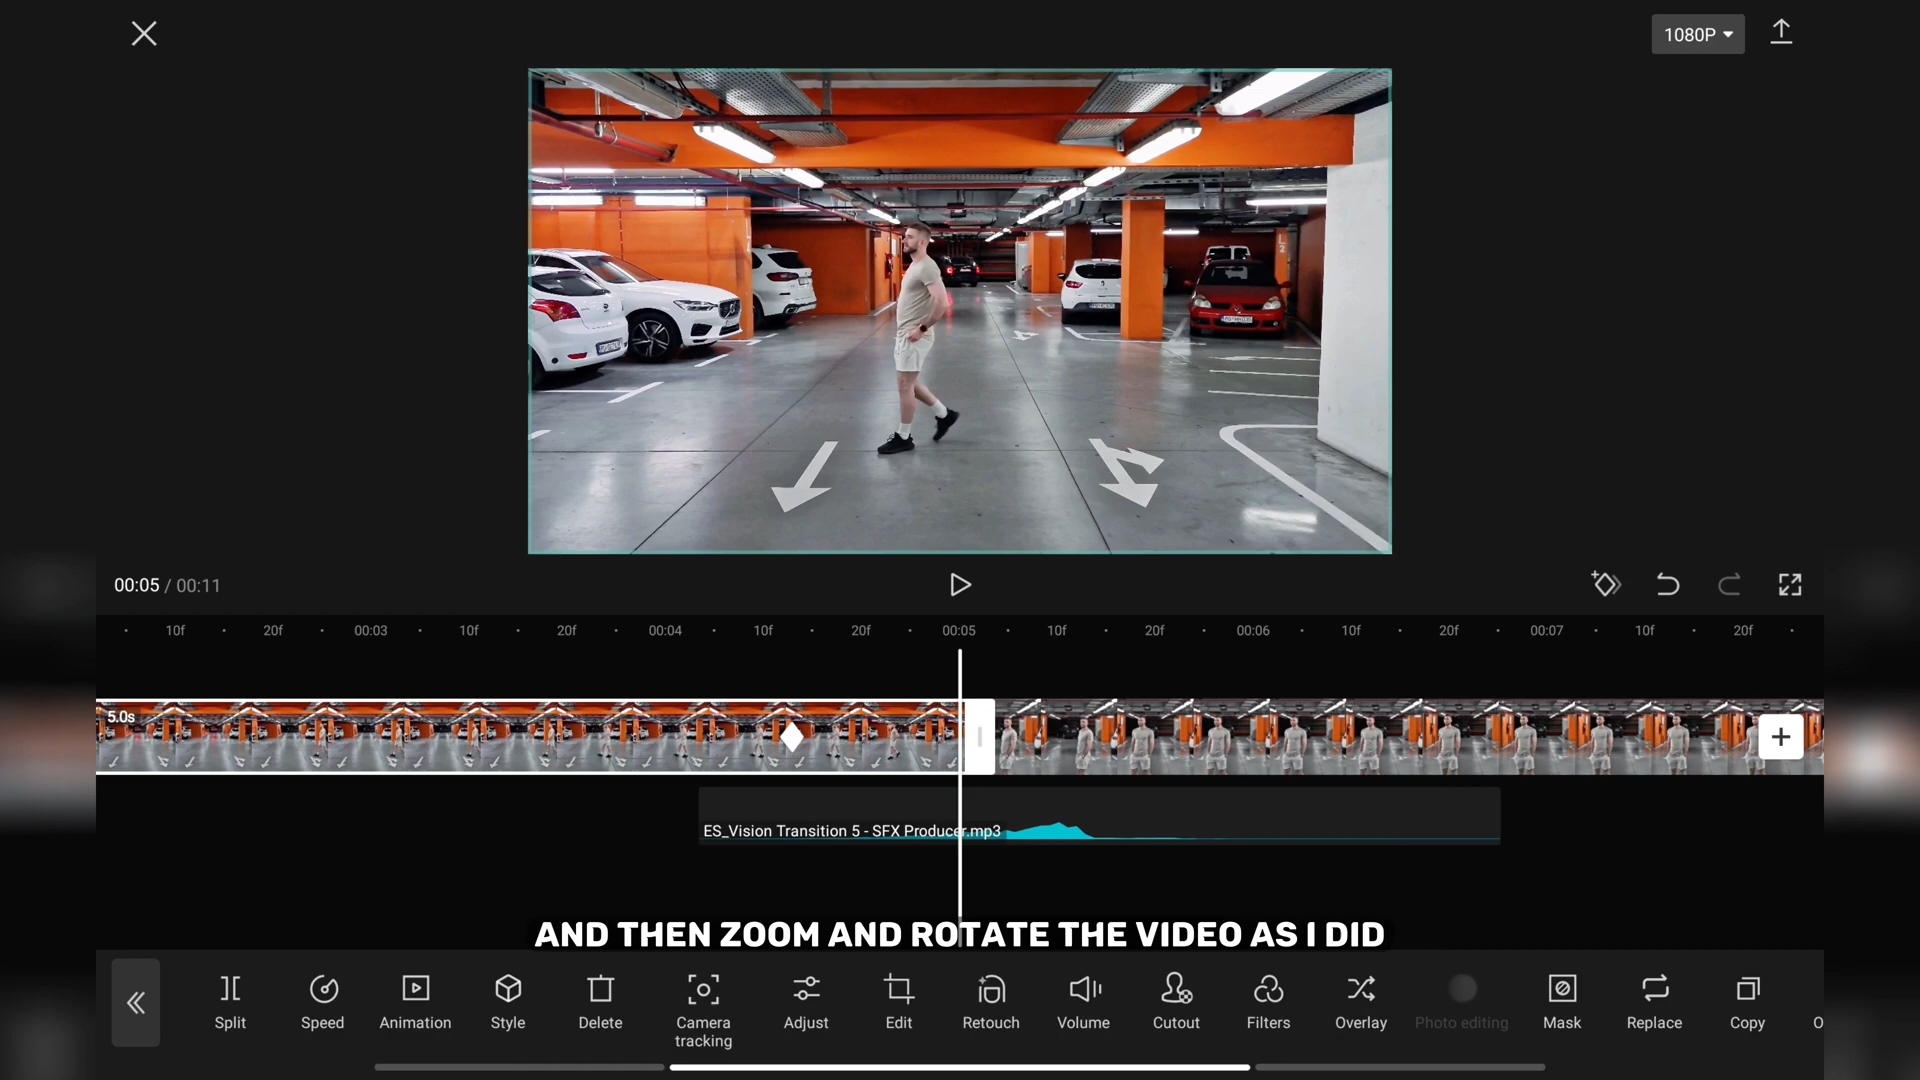 1080P
00:05 / 00:11
10f 20f 00:03 10f 20f 00:04 10f 20f 00:05 10f 20f 00:06 10f 20f 00:07 10f 20f
5.0s
ES_Vision Transition 5 - SFX Producer.mp3
AND THEN ZOOM AND ROTATE THE VIDEO AS I DID
Split
Speed
Animation
Style
Delete
Camera
tracking
Adjust
Edit
Retouch
Volume
Cutout
Filters
Overlay
Photo editing
Mask
Replace
Copy